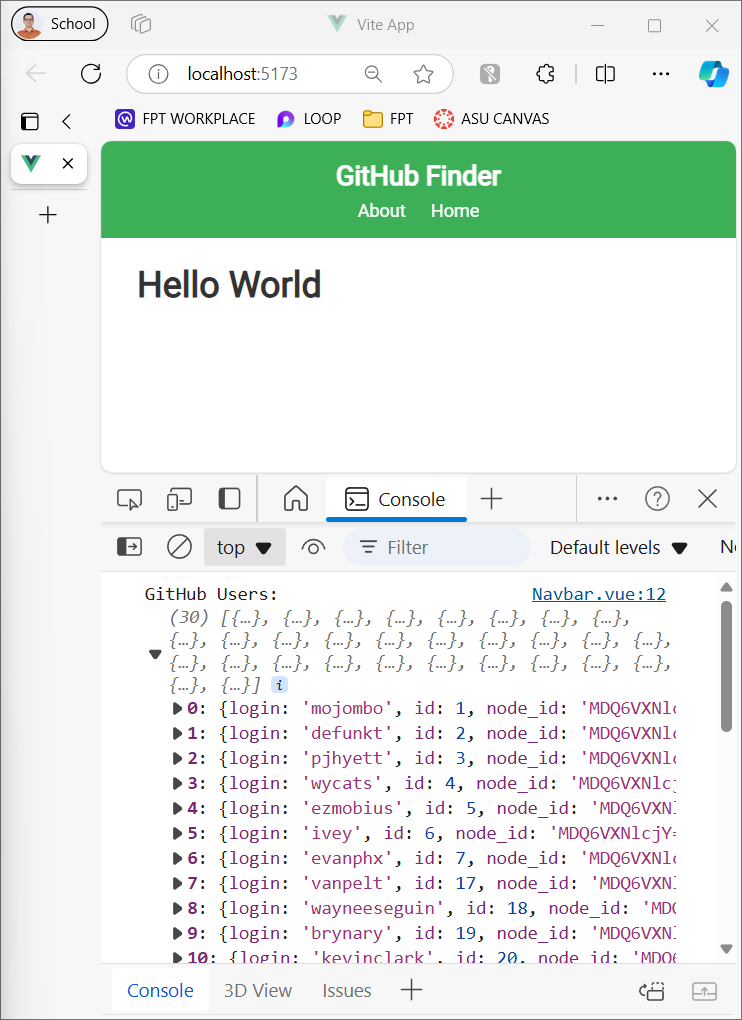 School
Vite App
localhost:5173
FPT WORKPLACE LOOP FPT ASU CANVAS
GitHub Finder
About Home
Hello World
Console
top Filter Default levels
GitHub Users: Navbar.vue:12
(30) [{…}, {…}, {…}, {…}, {…}, {…}, {…}, {…},
{…}, {…}, {…}, {…}, {…}, {…}, {…}, {…}, {…}, {…},
{…}, {…}, {…}, {…}, {…}, {…}, {…}, {…}, {…}, {…},
{…}, {…}] i
0: {login: 'mojombo', id: 1, node_id: 'MDQ6VXNlc
1: {login: 'defunkt', id: 2, node_id: 'MDQ6VXNlc
2: {login: 'pjhyett', id: 3, node_id: 'MDQ6VXNlc
3: {login: 'wycats', id: 4, node_id: 'MDQ6VXNlcj
4: {login: 'ezmobius', id: 5, node_id: 'MDQ6VXNl
5: {login: 'ivey', id: 6, node_id: 'MDQ6VXNlcjY=
6: {login: 'evanphx', id: 7, node_id: 'MDQ6VXNlc
7: {login: 'vanpelt', id: 17, node_id: 'MDQ6VXNl
8: {login: 'wayneeseguin', id: 18, node_id: 'MDQ
9: {login: 'brynary', id: 19, node_id: 'MDQ6VXNl
10: {login: 'kevinclark', id: 20, node_id: 'MDQ6
Console 3D View Issues